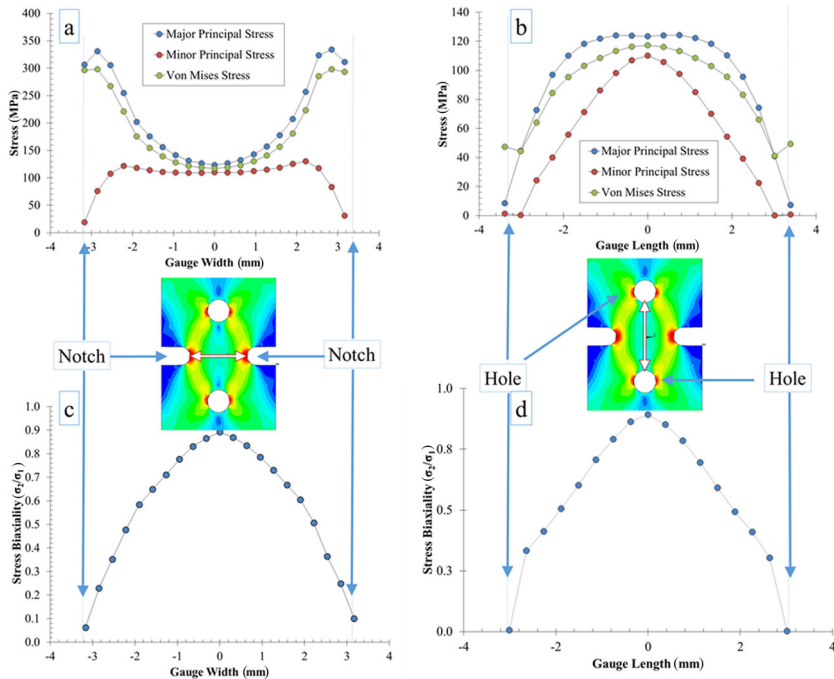 a
400
350
300
250
200
150
100
50
0
Stress (MPa)
Major Principal Stress
Minor Principal Stress
Von Mises Stress
-4 -3 -2 -1 0 1 2 3 4
Gauge Width (mm)
b
140
120
100
80
60
40
20
0
Stress (MPa)
Major Principal Stress
Minor Principal Stress
Von Mises Stress
-4 -2 0 2 4
Gauge Length (mm)
Notch
Notch
Hole
Hole
c
1.0
0.9
0.8
0.7
0.6
0.5
0.4
0.3
0.2
0.1
0.0
Stress Biaxiality (σ2/σ1)
-4 -3 -2 -1 0 1 2 3 4
Gauge Width (mm)
d
1.0
0.8
0.5
0.3
0.0
Stress Biaxiality (σ2/σ1)
-4 -2 0 2 4
Gauge Length (mm)